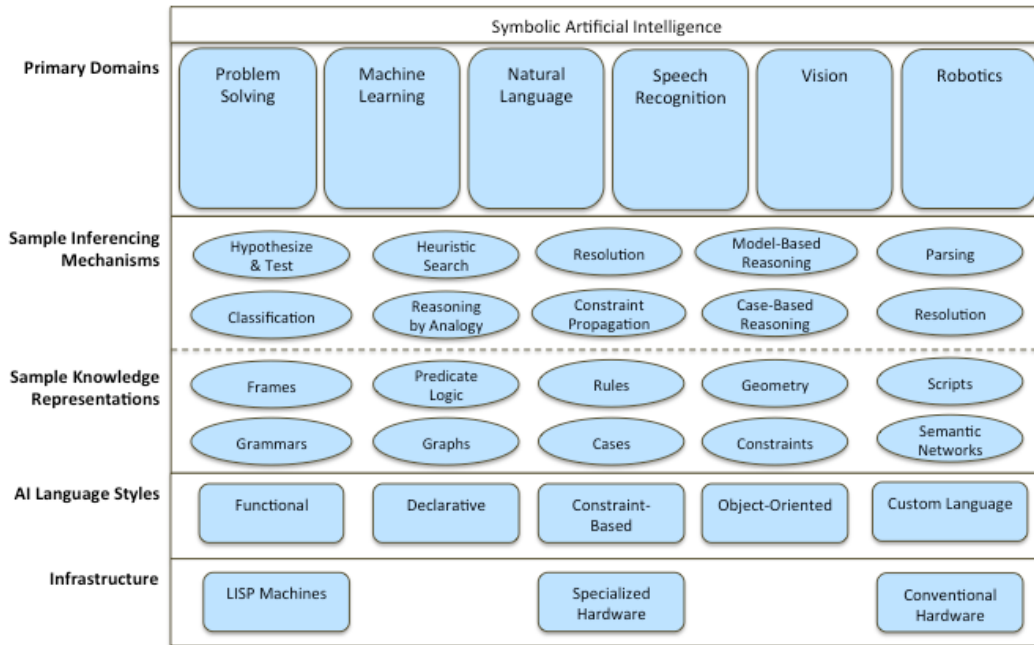 Symbolic Artificial Intelligence
Primary Domains
Problem
Solving
Machine
Learning
Natural
Language
Speech
Recognition
Vision
Robotics
Sample Inferencing
Mechanisms
Hypothesize
& Test
Heuristic
Search
Resolution
Model-Based
Reasoning
Parsing
Classification
Reasoning
by Analogy
Constraint
Propagation
Case-Based
Reasoning
Resolution
Sample Knowledge
Representations
Frames
Predicate
Logic
Rules
Geometry
Scripts
Grammars
Graphs
Cases
Constraints
Semantic
Networks
AI Language Styles
Functional
Declarative
Constraint-
Based
Object-Oriented
Custom Language
Infrastructure
LISP Machines
Specialized
Hardware
Conventional
Hardware